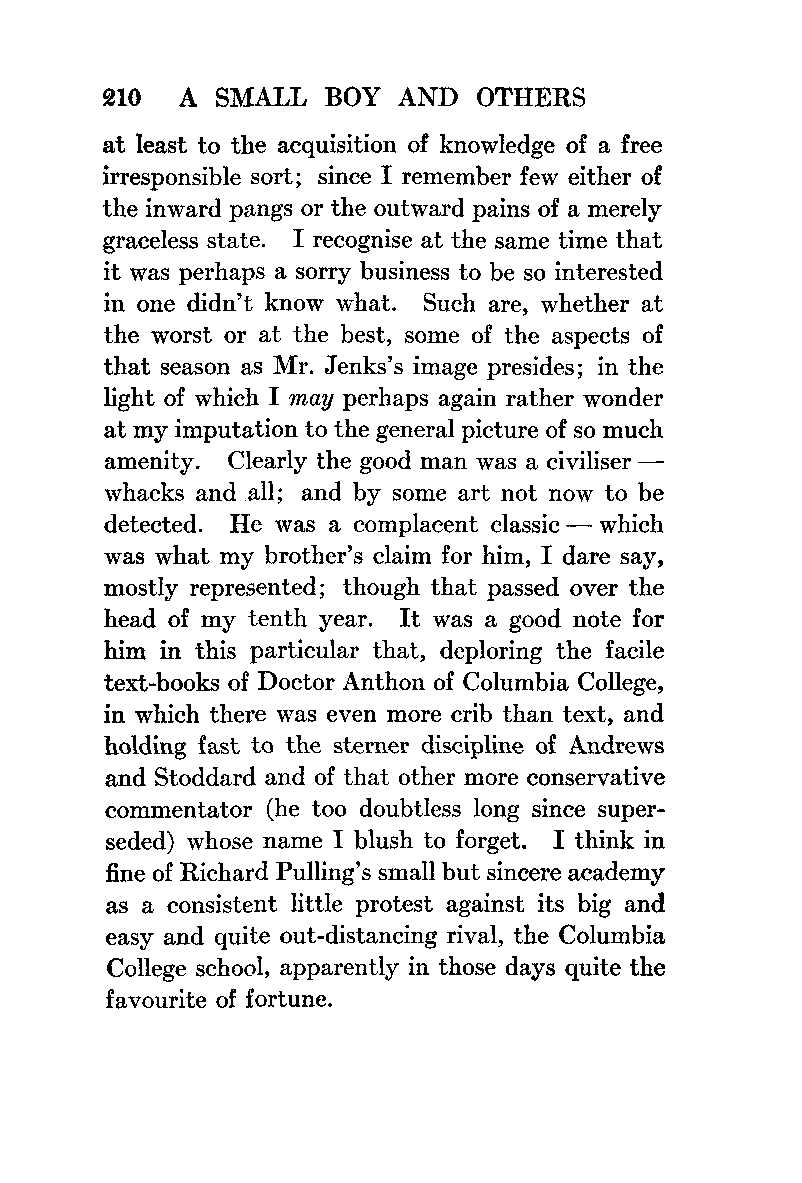 210 A SMALL BOY AND OTHERS
at least to the acquisition of knowledge of a free
irresponsible sort; since I remember few either of
the inward pangs or the outward pains of a merely
graceless state. I recognise at the same time that
it was perhaps a sorry business to be so interested
in one didn't know what. Such are, whether at
the worst or at the best, some of the aspects of
that season as Mr. Jenks's image presides; in the
light of which I may perhaps again rather wonder
at my imputation to the general picture of so much
amenity. Clearly the good man was a civiliser —
whacks and all; and by some art not now to be
detected. He was a complacent classic — which
was what my brother's claim for him, I dare say,
mostly represented; though that passed over the
head of my tenth year. It was a good note for
him in this particular that, deploring the facile
text-books of Doctor Anthon of Columbia College,
in which there was even more crib than text, and
holding fast to the sterner discipline of Andrews
and Stoddard and of that other more conservative
commentator (he too doubtless long since super-
seded) whose name I blush to forget. I think in
fine of Richard Pulling's small but sincere academy
as a consistent little protest against its big and
easy and quite out-distancing rival, the Columbia
College school, apparently in those days quite the
favourite of fortune.